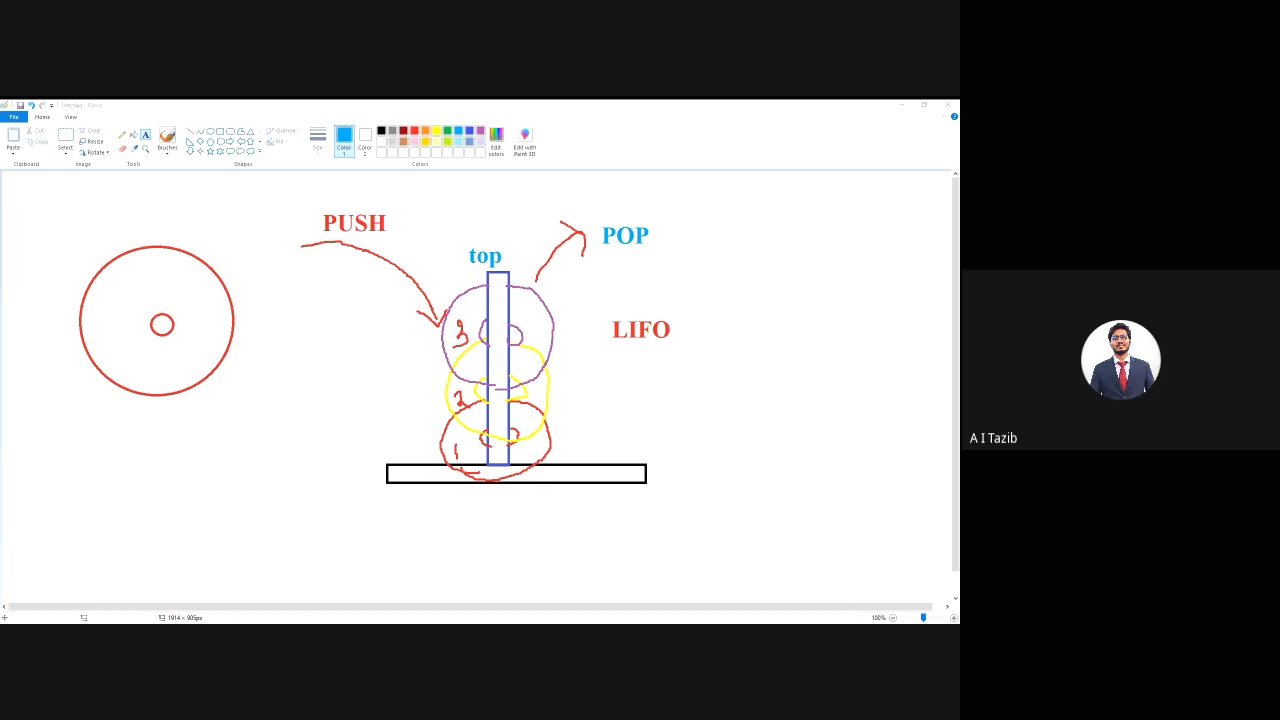 Untitled - Paint
File Home View
Paste
Cut
Copy
Clipboard
Select
Crop
Resize
Rotate
Image
A
Tools
Brushes
Shapes
Outline
Fill
Size
Color 1
Color 2
Colors
Edit colors
Edit with Paint 3D
PUSH
POP
top
LIFO
3
2
1
A I Tazib
1914 × 905px
100%